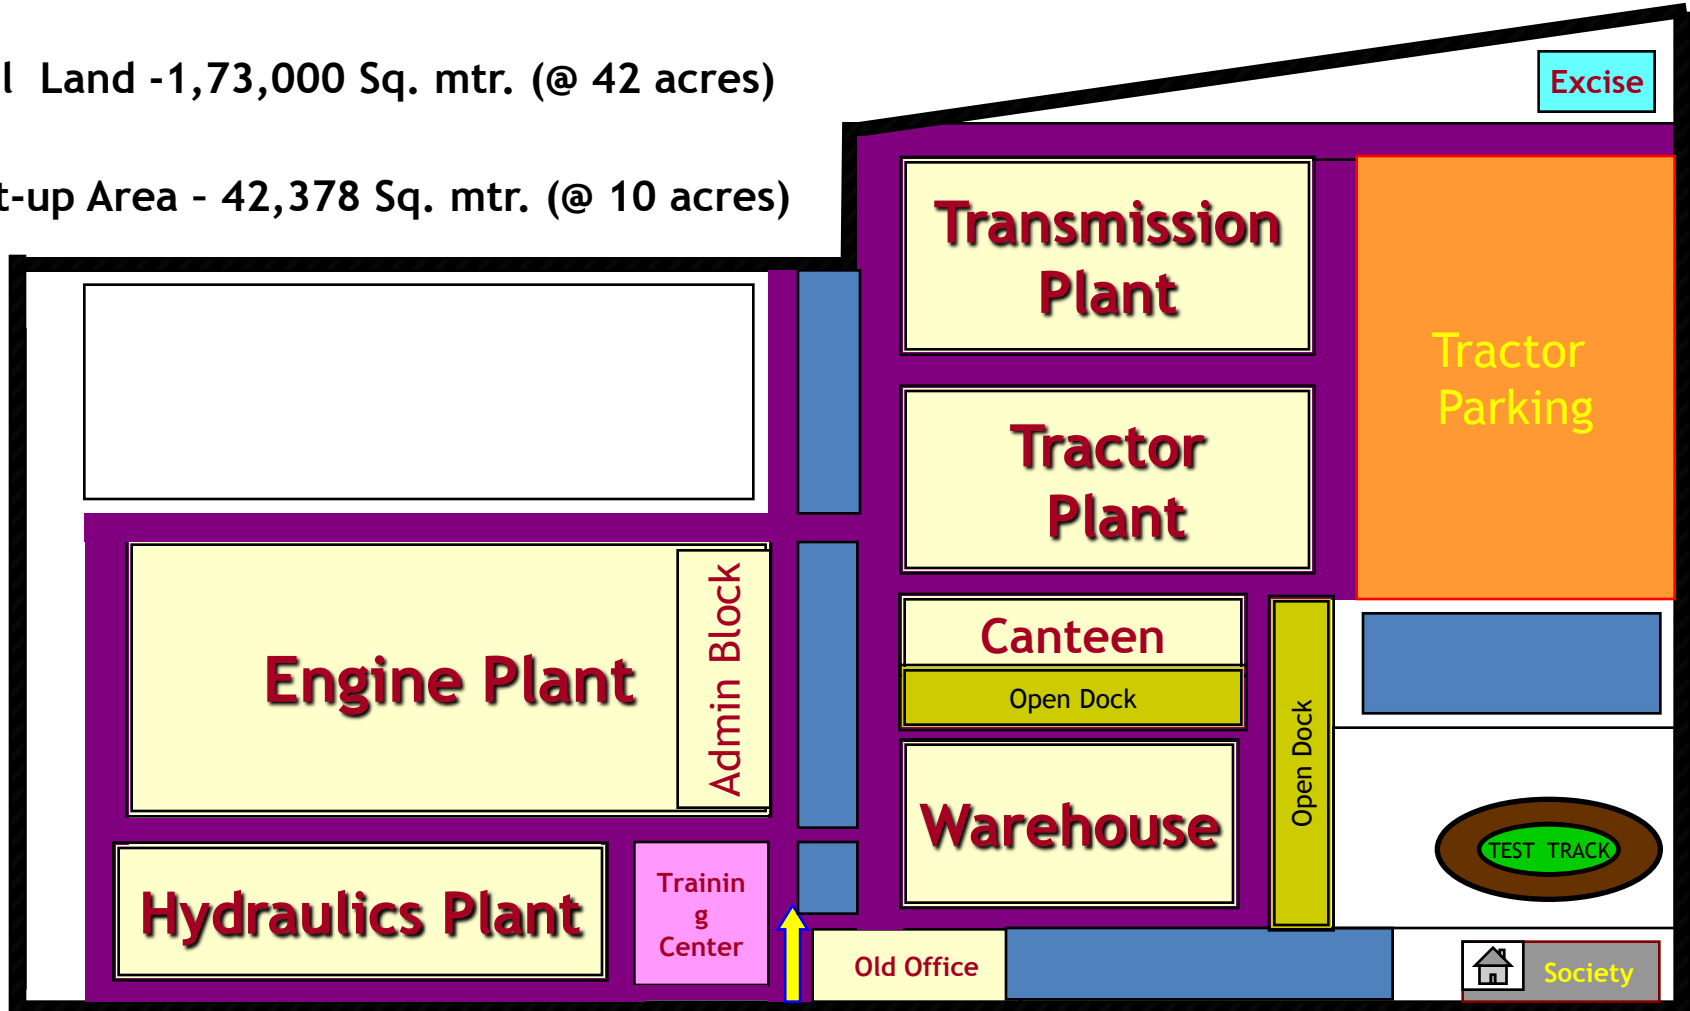 l Land -1,73,000 Sq. mtr. (@ 42 acres)
t-up Area – 42,378 Sq. mtr. (@ 10 acres)
Excise
Transmission
Plant
Tractor
Parking
Tractor
Plant
Engine Plant
Admin Block
Canteen
Open Dock
Open Dock
Warehouse
TEST TRACK
Hydraulics Plant
Trainin
g
Center
Old Office
Society